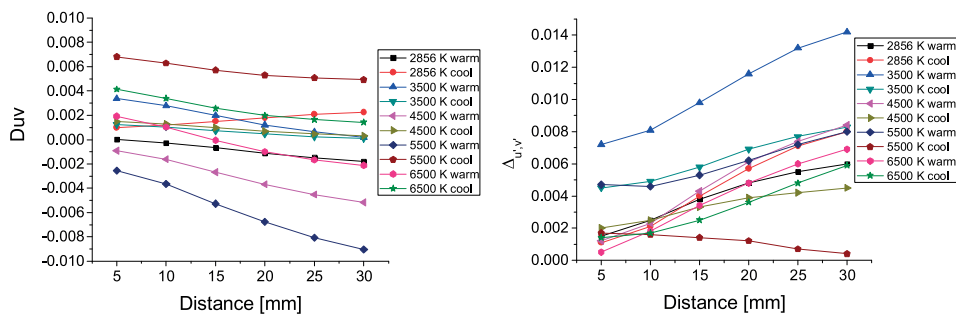 0.010
0.008
0.006
0.004
0.002
0.000
-0.002
-0.004
-0.006
-0.008
-0.010
Duv
5 10 15 20 25 30
Distance [mm]
2856 K warm
2856 K cool
3500 K warm
3500 K cool
4500 K warm
4500 K cool
5500 K warm
5500 K cool
6500 K warm
6500 K cool
0.014
0.012
0.010
0.008
0.006
0.004
0.002
0.000
Δu',v'
5 10 15 20 25 30
Distance [mm]
2856 K warm
2856 K cool
3500 K warm
3500 K cool
4500 K warm
4500 K cool
5500 K warm
5500 K cool
6500 K warm
6500 K cool